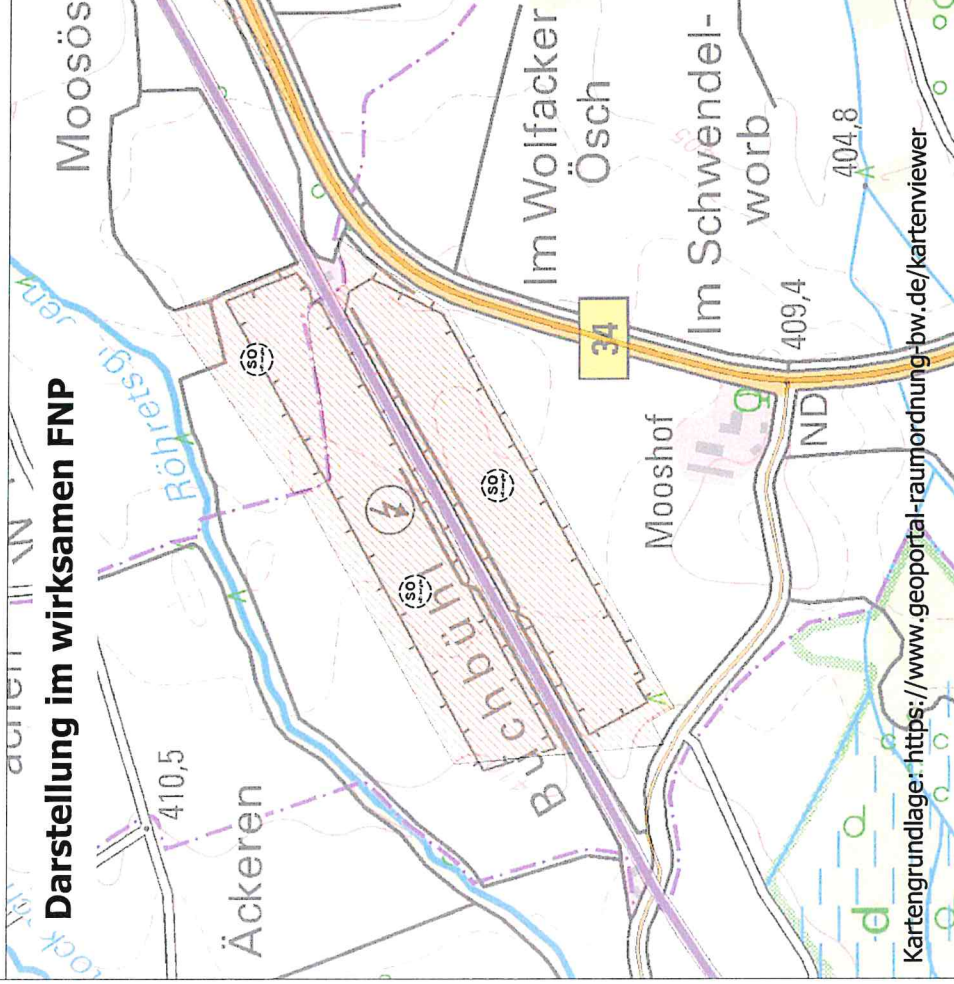 Darstellung im wirksamen FNP
Moosös
Röhretsg
Im Wolfacker
Ösch
Im Schwendel-
worb
34
404,8
409,4
ND
Mooshof
Buchbühl
SO
SO
SO
410,5
Äckeren
Kartengrundlage: https://www.geoportal-raumordnung-bw.de/kartenviewer